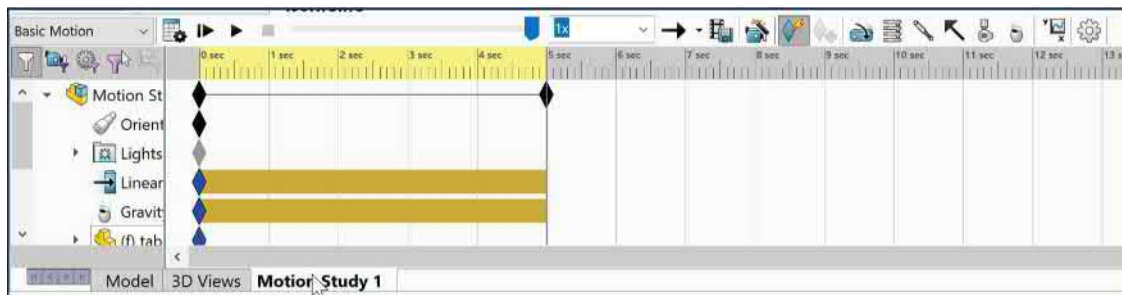 Basic Motion
1x
0 sec 1 sec 2 sec 3 sec 4 sec 5 sec 6 sec 7 sec 8 sec 9 sec 10 sec 11 sec 12 sec
Motion St
Orient
Lights
Linear
Gravit
(f) tab
Model 3D Views Motion Study 1